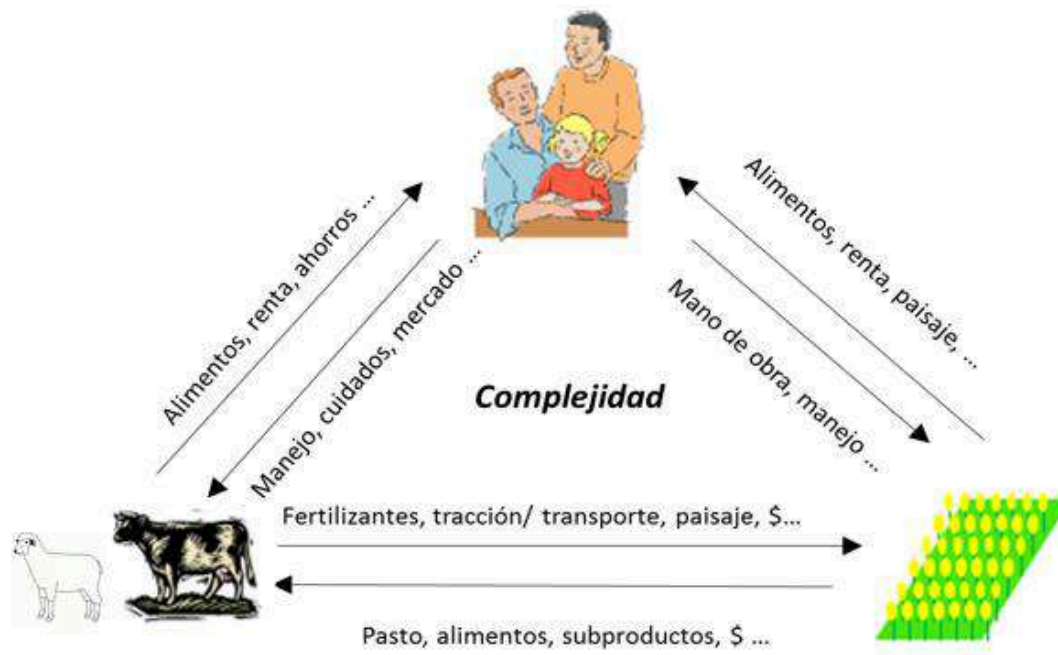 Alimentos, renta, ahorros ...
Manejo, cuidados, mercado ...
Alimentos, renta, paisaje, ...
Mano de obra, manejo ...
Complejidad
Fertilizantes, tracción/ transporte, paisaje, $...
Pasto, alimentos, subproductos, $ ...